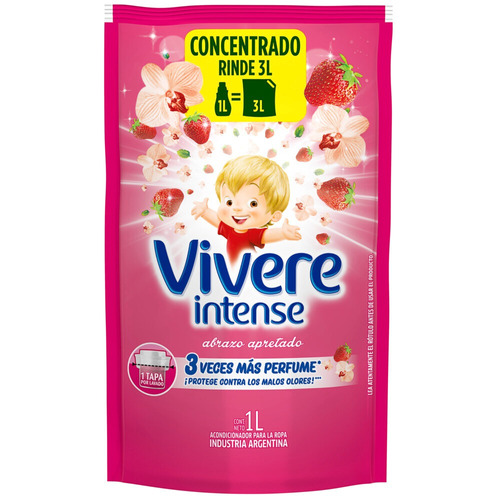 CONCENTRADO
RINDE 3L
1L = 3L
Vivere
intense
abrazo apretado
3 VECES MÁS PERFUME*
¡PROTEGE CONTRA LOS MALOS OLORES!***
1 TAPA
POR LAVADO
CONT.
NETO 1L
ACONDICIONADOR PARA LA ROPA
INDUSTRIA ARGENTINA
LEA ATENTAMENTE EL RÓTULO ANTES DE USAR EL PRODUCTO